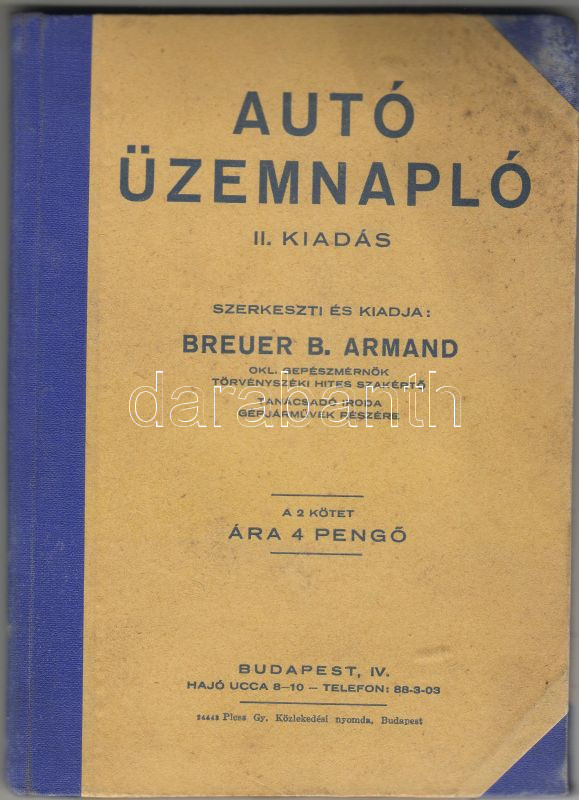 AUTÓ
ÜZEMNAPLÓ
II. KIADÁS
SZERKESZTI ÉS KIADJA:
BREUER B. ARMAND
OKL. GEPÉSZMÉRNÖK
TÖRVÉNYSZÉKI HITES SZAKÉRTŐ
TANÁCSADÓ IRODA
GÉPJÁRMŰVEK RÉSZÉRE
darabanth
A 2 KÖTET
ÁRA 4 PENGŐ
BUDAPEST, IV.
HAJÓ UCCA 8–10 – TELEFON: 88-3-03
24443 Pless Gy. Közlekedési nyomda, Budapest